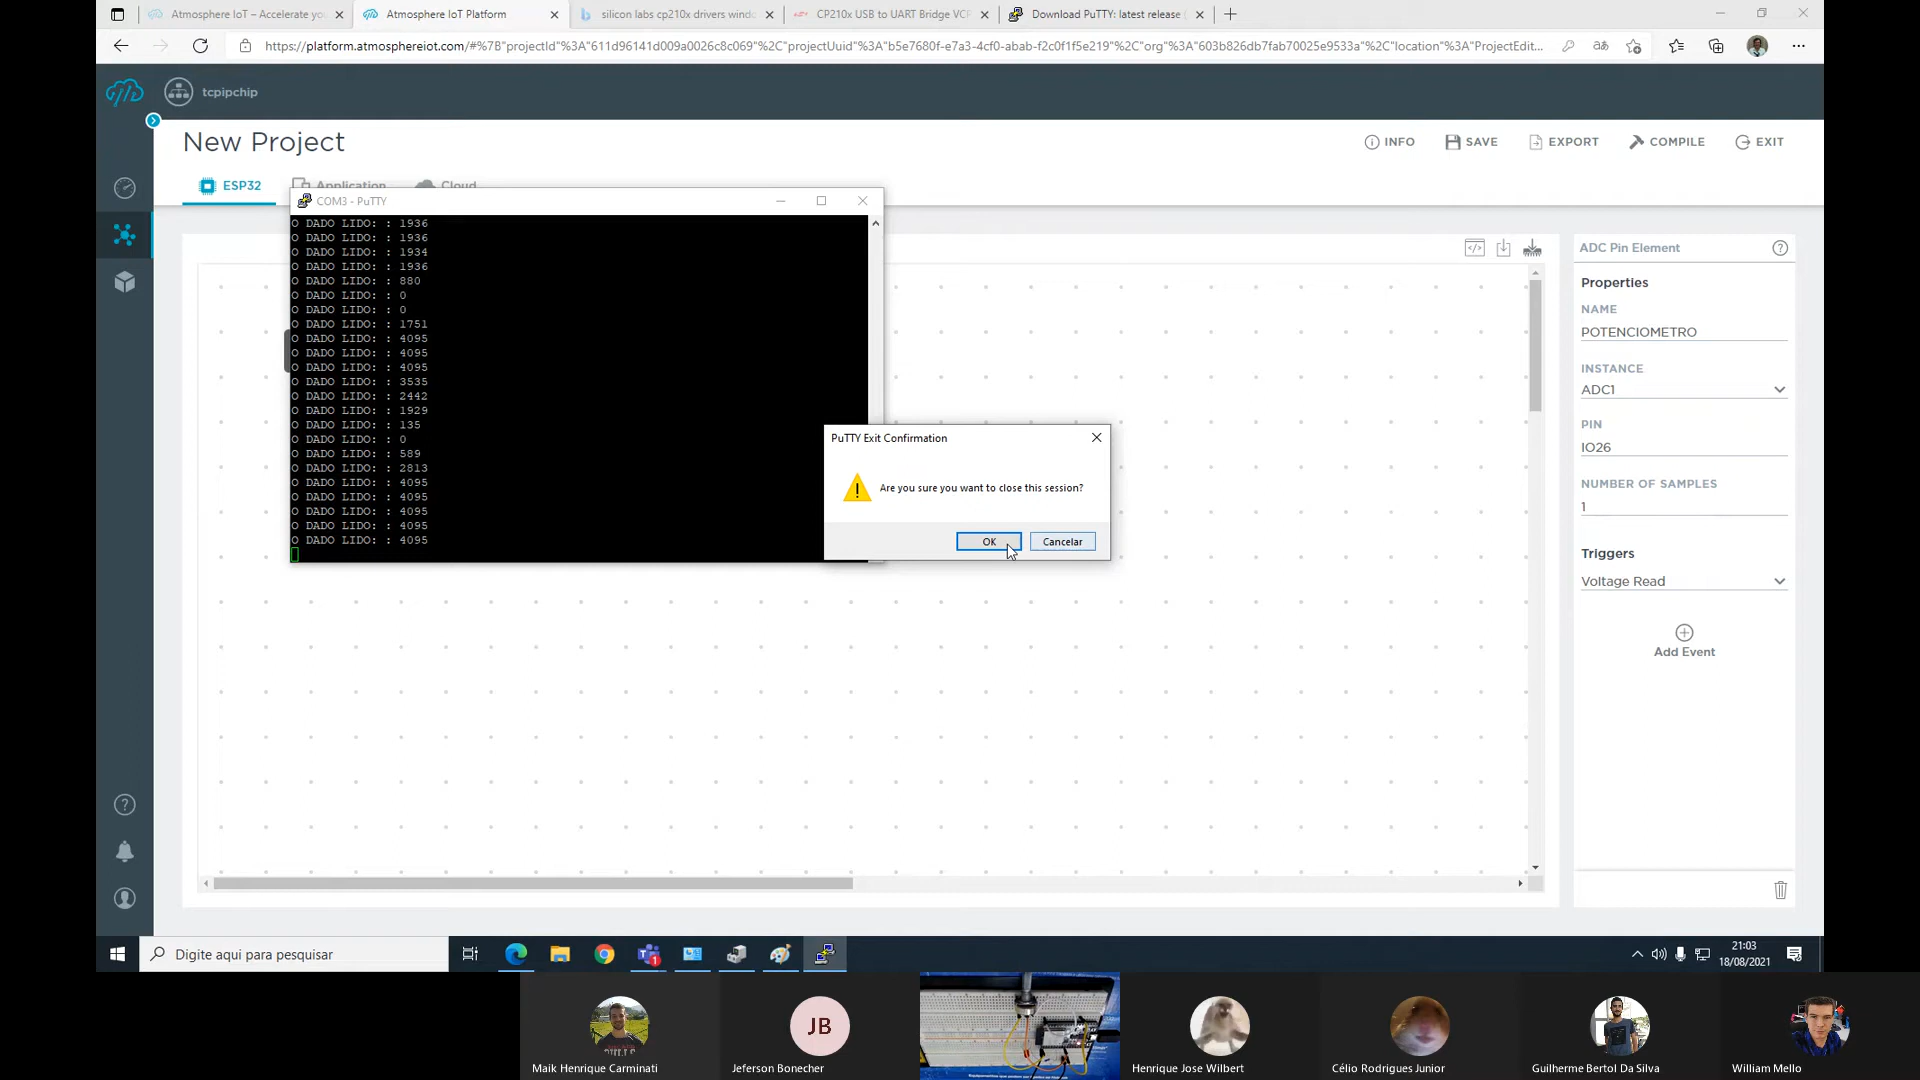 Atmosphere IoT – Accelerate you
Atmosphere IoT Platform
silicon labs cp210x drivers wind
CP210x USB to UART Bridge VCP
Download PuTTY: latest release
https://platform.atmosphereiot.com/#%7B"projectId"%3A"611d96141d009a0026c8c069"%2C"projectUuid"%3A"b5e7680f-e7a3-4cf0-abab-f2c0f1f5e219"%2C"org"%3A"603b826db7fab70025e9533a"%2C"location"%3A"ProjectEdit...
tcpipchip
New Project
INFO
SAVE
EXPORT
COMPILE
EXIT
ESP32
Application
Cloud
COM3 - PuTTY
O DADO LIDO: : 1936
O DADO LIDO: : 1936
O DADO LIDO: : 1934
O DADO LIDO: : 1936
O DADO LIDO: : 880
O DADO LIDO: : 0
O DADO LIDO: : 0
O DADO LIDO: : 1751
O DADO LIDO: : 4095
O DADO LIDO: : 4095
O DADO LIDO: : 4095
O DADO LIDO: : 3535
O DADO LIDO: : 2442
O DADO LIDO: : 1929
O DADO LIDO: : 135
O DADO LIDO: : 0
O DADO LIDO: : 589
O DADO LIDO: : 2813
O DADO LIDO: : 4095
O DADO LIDO: : 4095
O DADO LIDO: : 4095
O DADO LIDO: : 4095
O DADO LIDO: : 4095
PuTTY Exit Confirmation
Are you sure you want to close this session?
OK
Cancelar
ADC Pin Element
Properties
NAME
POTENCIOMETRO
INSTANCE
ADC1
PIN
IO26
NUMBER OF SAMPLES
1
Triggers
Voltage Read
Add Event
Digite aqui para pesquisar
21:03
18/08/2021
JB
Maik Henrique Carminati
Jeferson Bonecher
Henrique Jose Wilbert
Célio Rodrigues Junior
Guilherme Bertol Da Silva
William Mello